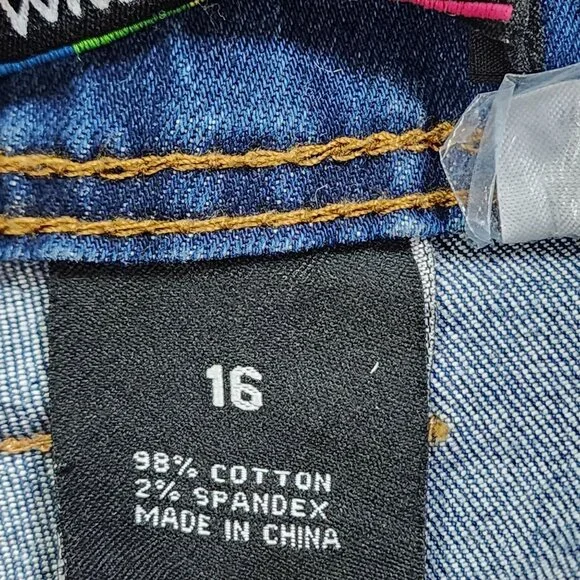 16
98% COTTON
2% SPANDEX
MADE IN CHINA